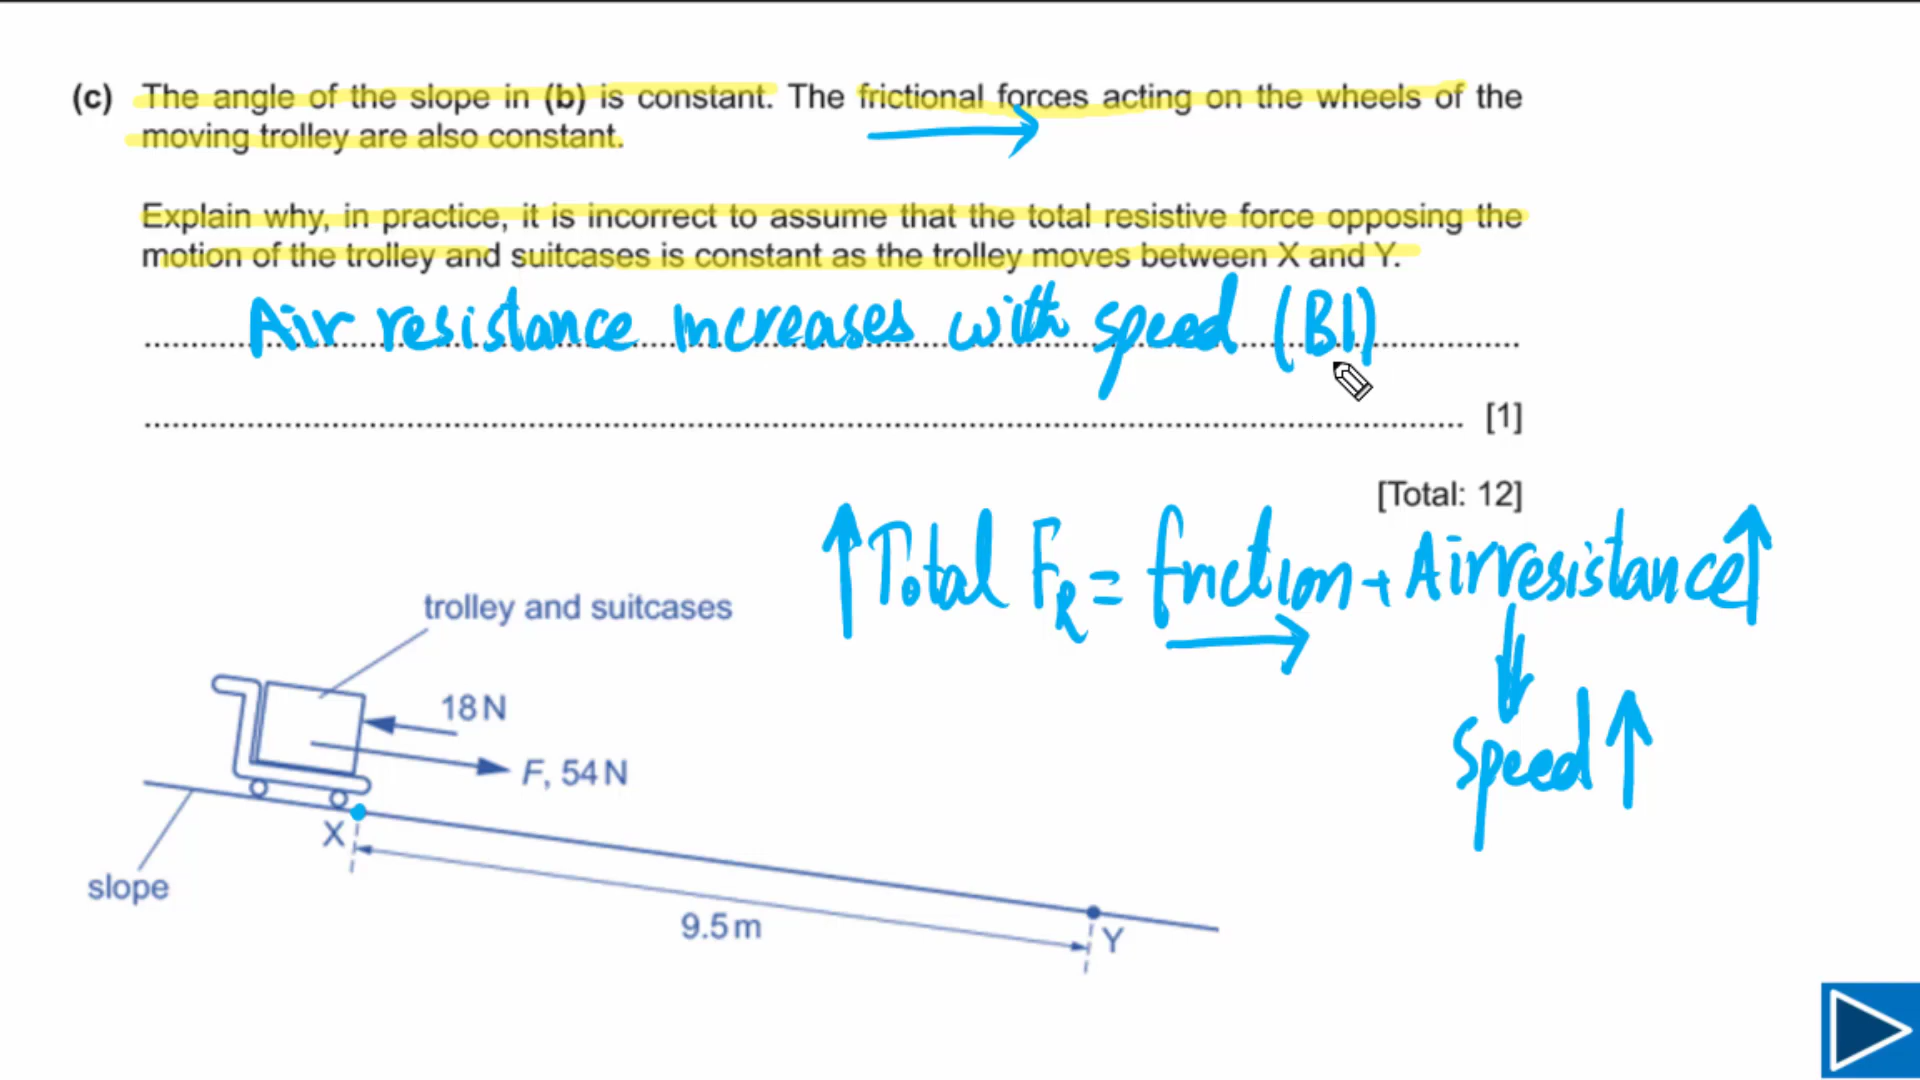 (c) The angle of the slope in (b) is constant. The frictional forces acting on the wheels of the
moving trolley are also constant.
Explain why, in practice, it is incorrect to assume that the total resistive force opposing the
motion of the trolley and suitcases is constant as the trolley moves between X and Y.
Air resistance increases with speed (B1)
[1]
[Total: 12]
↑Total FR = friction + Air resistance↑
speed ↑
trolley and suitcases
18 N
F, 54 N
X
slope
9.5 m
Y